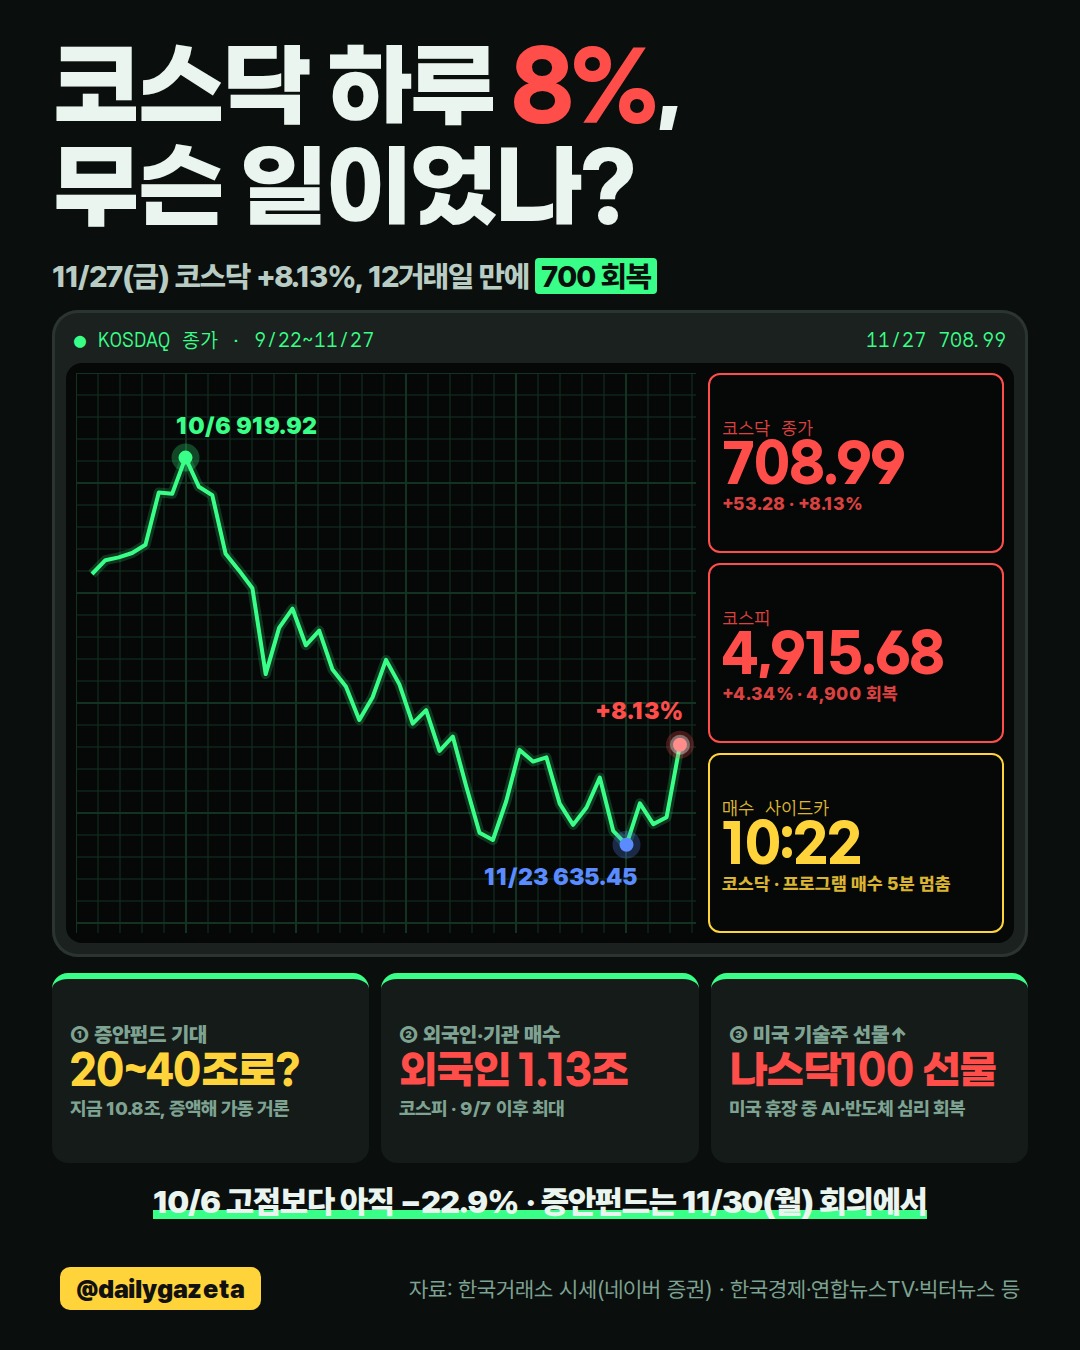 코스닥 하루 8%,
무슨 일이었나?
11/27(금) 코스닥 +8.13%, 12거래일 만에 700 회복
KOSDAQ 종가 · 9/22~11/27
11/27 708.99
10/6 919.92
+8.13%
11/23 635.45
코스닥 종가
708.99
+53.28 · +8.13%
코스피
4,915.68
+4.34% · 4,900 회복
매수 사이드카
10:22
코스닥 · 프로그램 매수 5분 멈춤
① 증안펀드 기대
20~40조로?
지금 10.8조, 증액해 가동 거론
② 외국인·기관 매수
외국인 1.13조
코스피 · 9/7 이후 최대
③ 미국 기술주 선물↑
나스닥100 선물
미국 휴장 중 AI·반도체 심리 회복
10/6 고점보다 아직 −22.9% · 증안펀드는 11/30(월) 회의에서
@dailygazeta
자료: 한국거래소 시세(네이버 증권) · 한국경제·연합뉴스TV·빅터뉴스 등